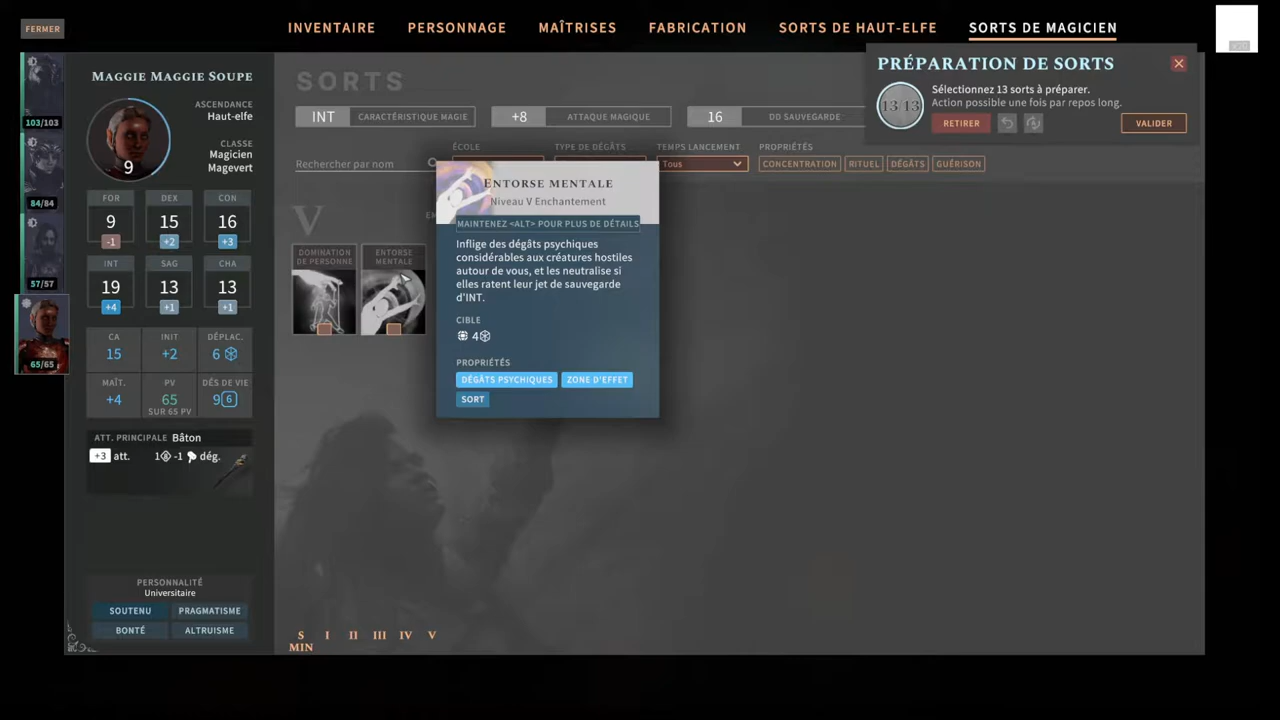 FERMER
INVENTAIRE PERSONNAGE MAÎTRISES FABRICATION SORTS DE HAUT-ELFE SORTS DE MAGICIEN
103/103
84/84
57/57
65/65
MAGGIE MAGGIE SOUPE
9
ASCENDANCE
Haut-elfe
CLASSE
Magicien
Magevert
FOR DEX CON
9 15 16
-1 +2 +3
INT SAG CHA
19 13 13
+4 +1 +1
CA INIT DÉPLAC.
15 +2 6
MAÎT. PV DÉS DE VIE
+4 65 9 6
SUR 65 PV
ATT. PRINCIPALE Bâton
+3 att. 1 -1 dég.
PERSONNALITÉ
Universitaire
SOUTENU PRAGMATISME
BONTÉ ALTRUISME
SORTS
INT CARACTÉRISTIQUE MAGIE +8 ATTAQUE MAGIQUE 16 DD SAUVEGARDE
Rechercher par nom
ÉCOLE TYPE DE DÉGÂTS TEMPS LANCEMENT PROPRIÉTÉS
Tous CONCENTRATION RITUEL DÉGÂTS GUÉRISON
PRÉPARATION DE SORTS
13 13
Sélectionnez 13 sorts à préparer.
Action possible une fois par repos long.
RETIRER VALIDER
V
DOMINATION DE PERSONNE
ENTORSE MENTALE
ENTORSE MENTALE
Niveau V Enchantement
MAINTENEZ <ALT> POUR PLUS DE DÉTAILS
Inflige des dégâts psychiques
considérables aux créatures hostiles
autour de vous, et les neutralise si
elles ratent leur jet de sauvegarde
d'INT.
CIBLE
4
PROPRIÉTÉS
DÉGÂTS PSYCHIQUES ZONE D'EFFET
SORT
S I II III IV V
MIN